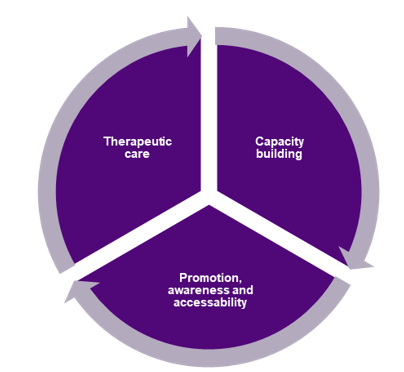 Therapeutic
care
Capacity
building
Promotion,
awareness and
accessability